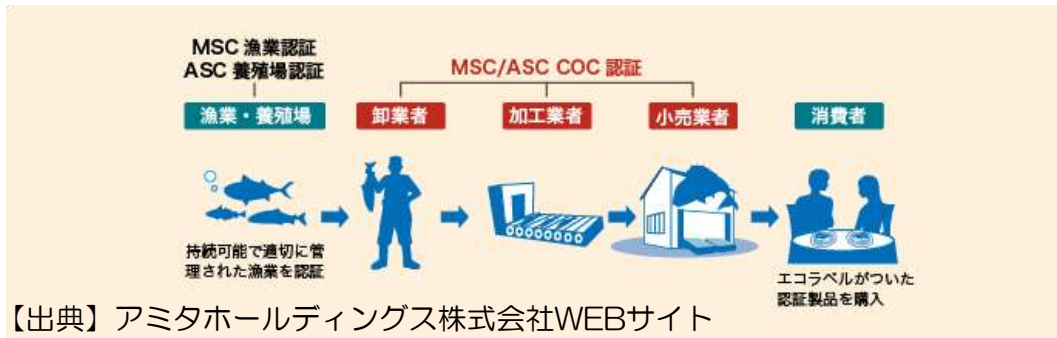 MSC 漁業認証
ASC 養殖場認証
MSC/ASC COC 認証
漁業・養殖場
卸業者
加工業者
小売業者
消費者
持続可能で適切に管
理された漁業を認証
エコラベルがついた
認証製品を購入
【出典】アミタホールディングス株式会社WEBサイト